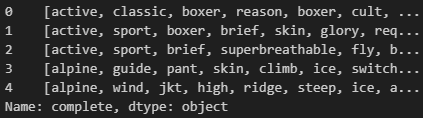 0    [active, classic, boxer, reason, boxer, cult, ...
1    [active, sport, boxer, brief, skin, glory, req...
2    [active, sport, brief, superbreathable, fly, b...
3    [alpine, guide, pant, skin, climb, ice, switch...
4    [alpine, wind, jkt, high, ridge, steep, ice, a...
Name: complete, dtype: object